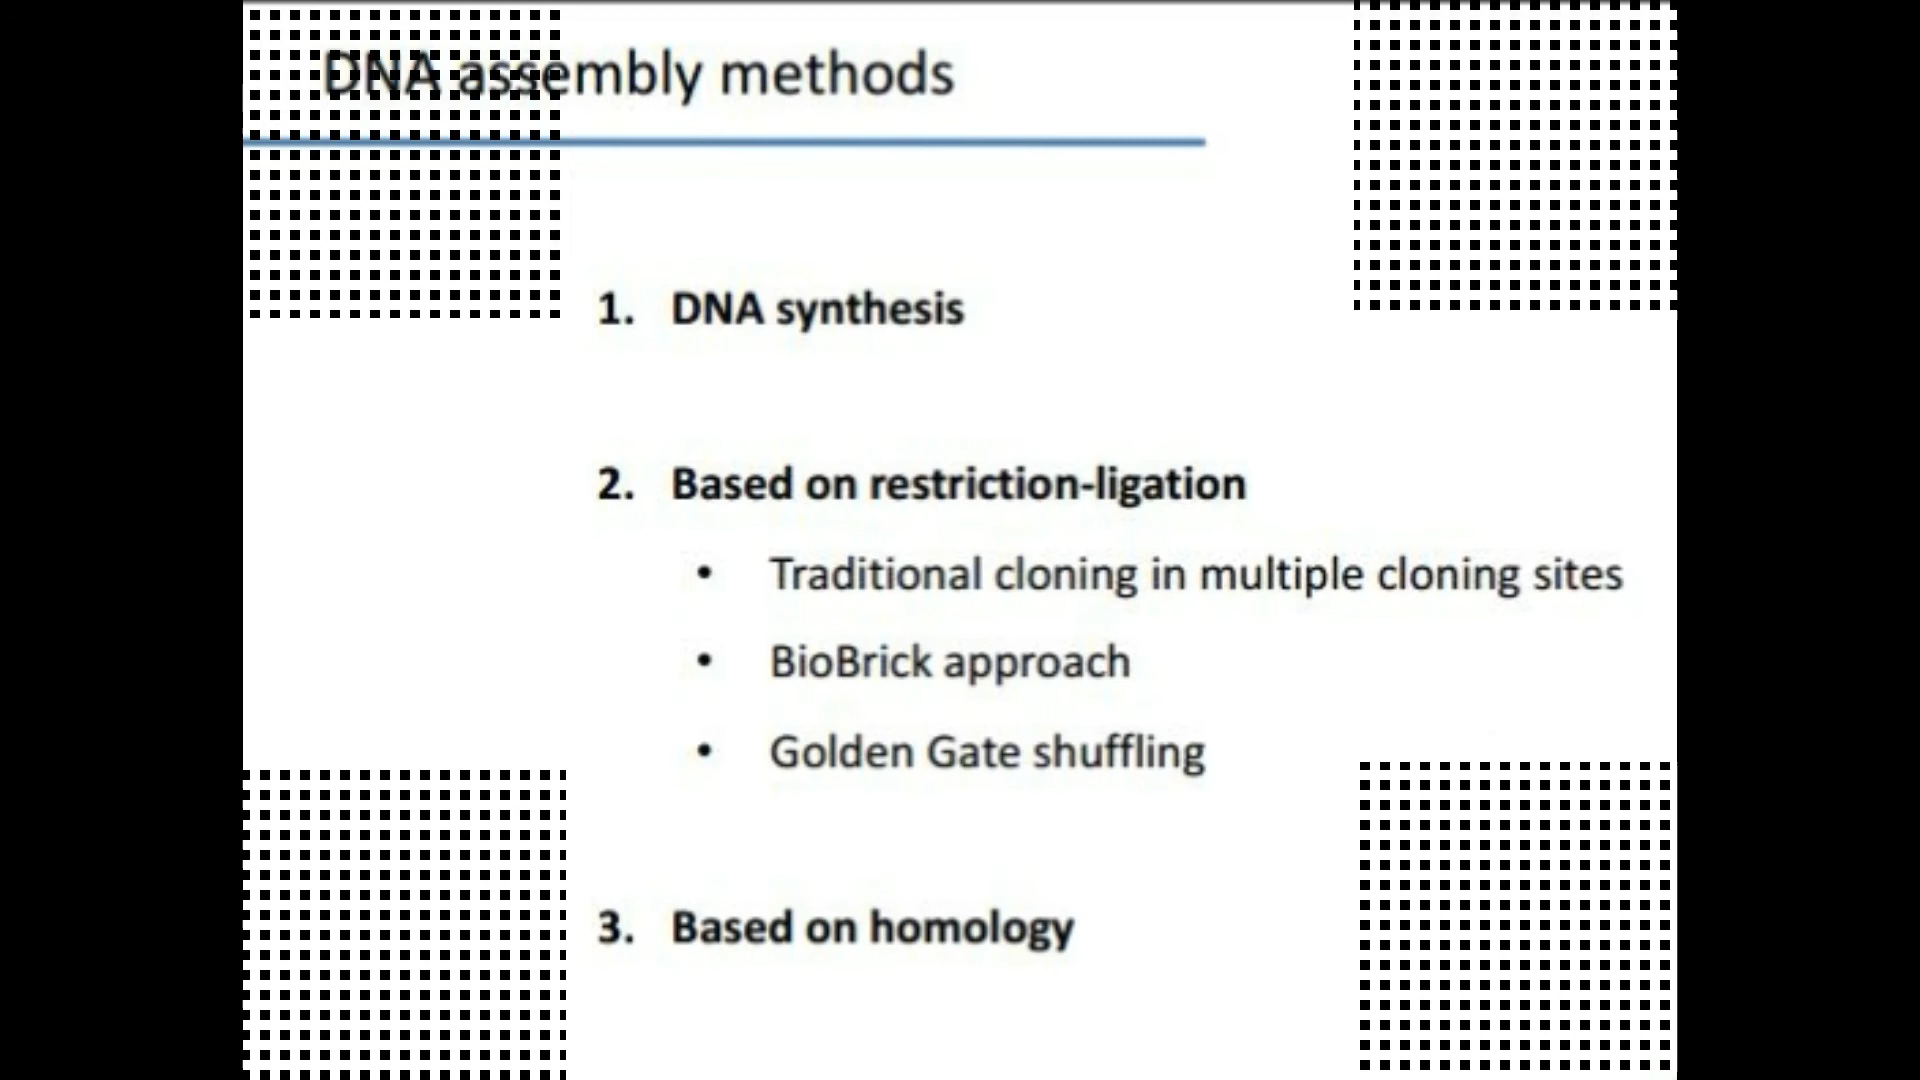 DNA assembly methods
1. DNA synthesis
2. Based on restriction-ligation
• Traditional cloning in multiple cloning sites
• BioBrick approach
• Golden Gate shuffling
3. Based on homology